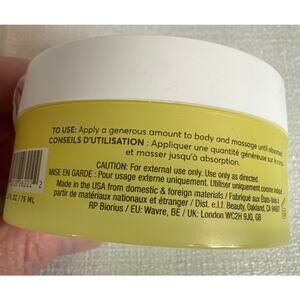 TO USE: Apply a generous amount to body and massage until absorbed.
CONSEILS D'UTILISATION : Appliquer une quantité généreuse sur le corps
et masser jusqu'à absorption.
CAUTION: For external use only. Use only as directed.
MISE EN GARDE : Pour usage externe uniquement. Utiliser uniquement comme indiqué.
Made in the USA from domestic & foreign materials / Fabriqué aux États-Unis à
partir de matériaux nationaux et étranger / Dist. e.l.f. Beauty, Oakland, CA 94607
RP Biorius / EU: Wavre, BE / UK: London WC2H 9JQ, GB
OZ / 75 ML